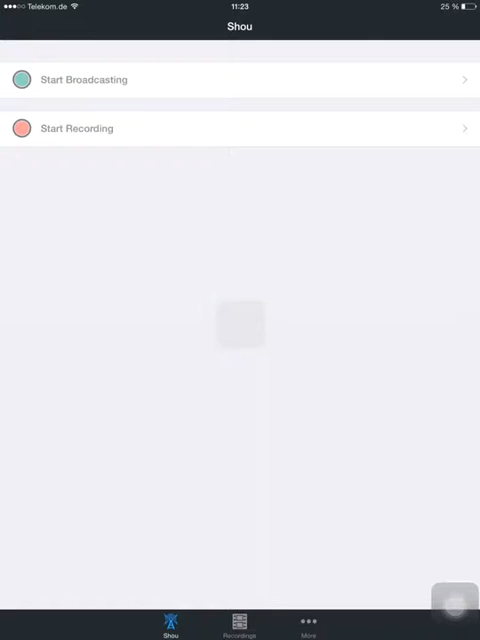 Telekom.de 11:23 25 %
Shou
Start Broadcasting
Start Recording
Shou Recordings More